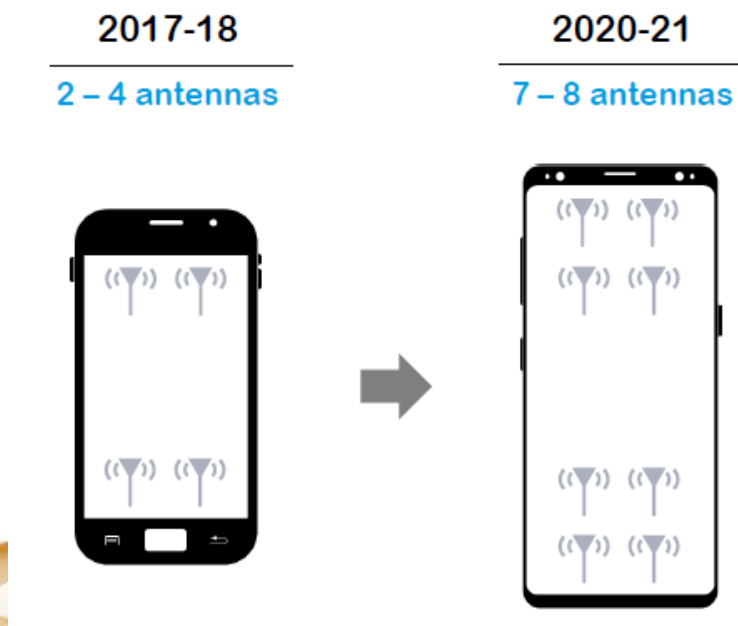 2017-18
2 – 4 antennas
2020-21
7 – 8 antennas